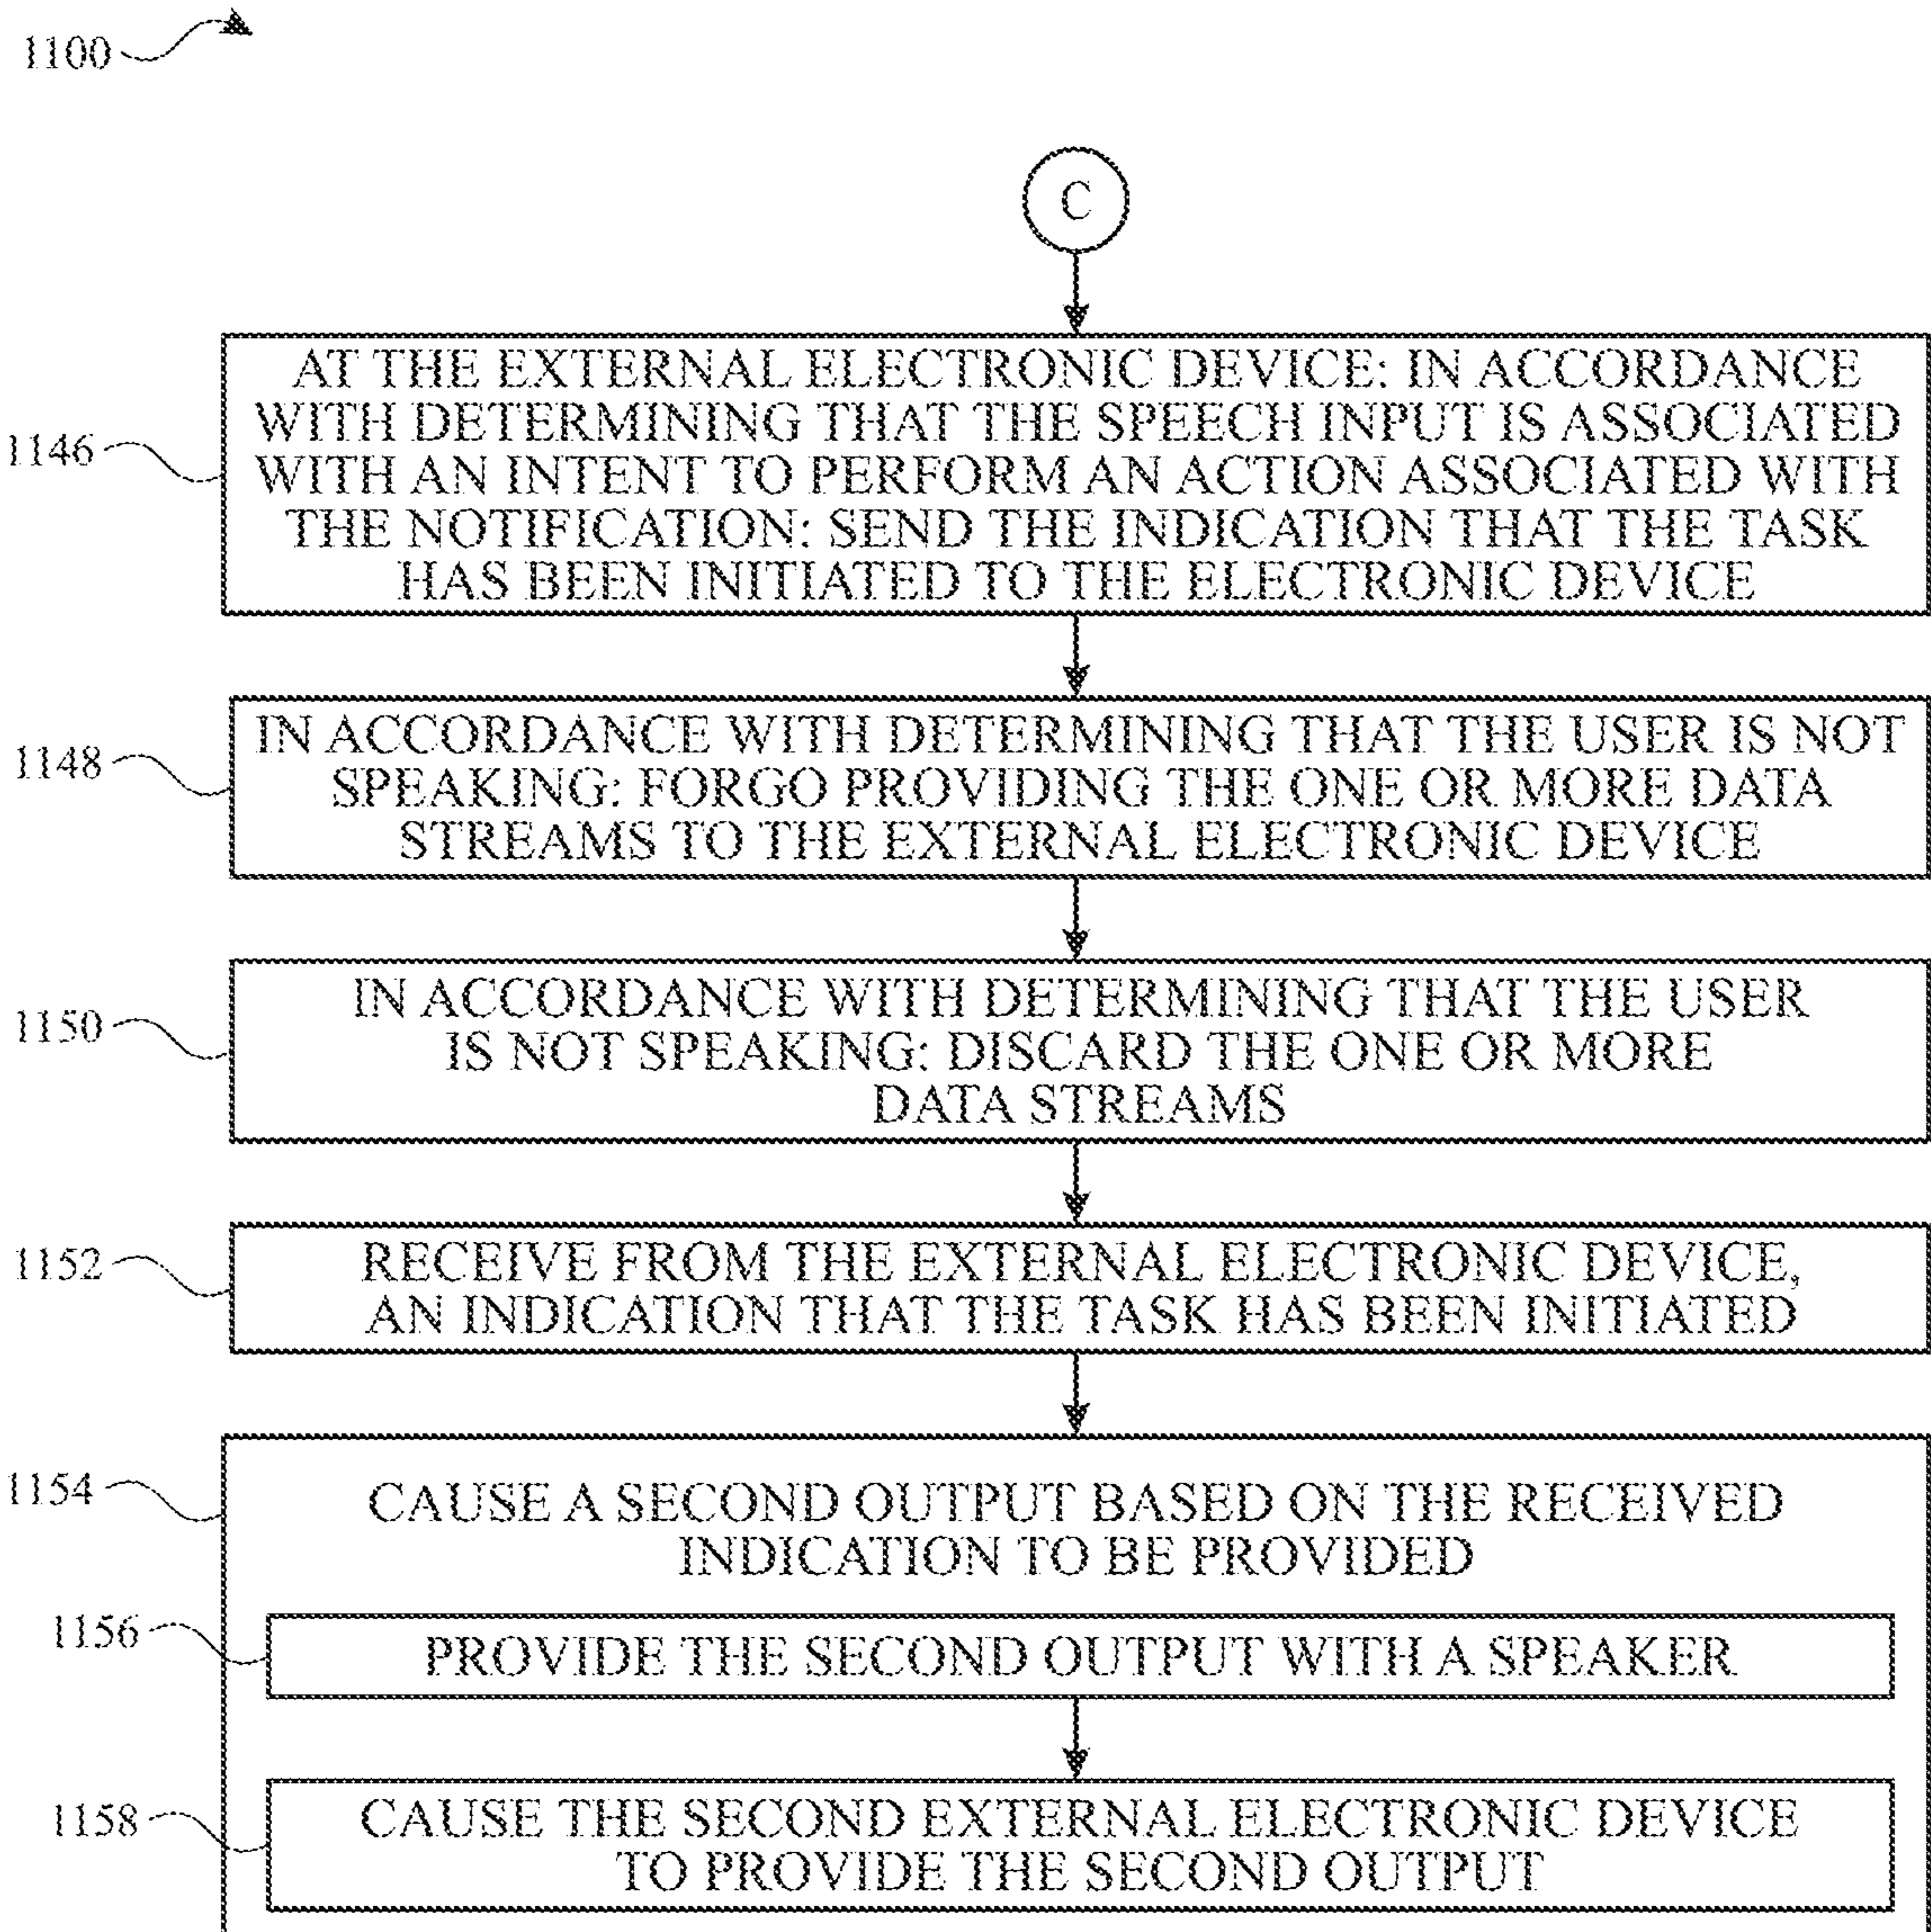 1100
C
1146
AT THE EXTERNAL ELECTRONIC DEVICE: IN ACCORDANCE
WITH DETERMINING THAT THE SPEECH INPUT IS ASSOCIATED
WITH AN INTENT TO PERFORM AN ACTION ASSOCIATED WITH
THE NOTIFICATION: SEND THE INDICATION THAT THE TASK
HAS BEEN INITIATED TO THE ELECTRONIC DEVICE
1148
IN ACCORDANCE WITH DETERMINING THAT THE USER IS NOT
SPEAKING: FORGO PROVIDING THE ONE OR MORE DATA
STREAMS TO THE EXTERNAL ELECTRONIC DEVICE
1150
IN ACCORDANCE WITH DETERMINING THAT THE USER
IS NOT SPEAKING: DISCARD THE ONE OR MORE
DATA STREAMS
1152
RECEIVE FROM THE EXTERNAL ELECTRONIC DEVICE,
AN INDICATION THAT THE TASK HAS BEEN INITIATED
1154
CAUSE A SECOND OUTPUT BASED ON THE RECEIVED
INDICATION TO BE PROVIDED
1156
PROVIDE THE SECOND OUTPUT WITH A SPEAKER
1158
CAUSE THE SECOND EXTERNAL ELECTRONIC DEVICE
TO PROVIDE THE SECOND OUTPUT